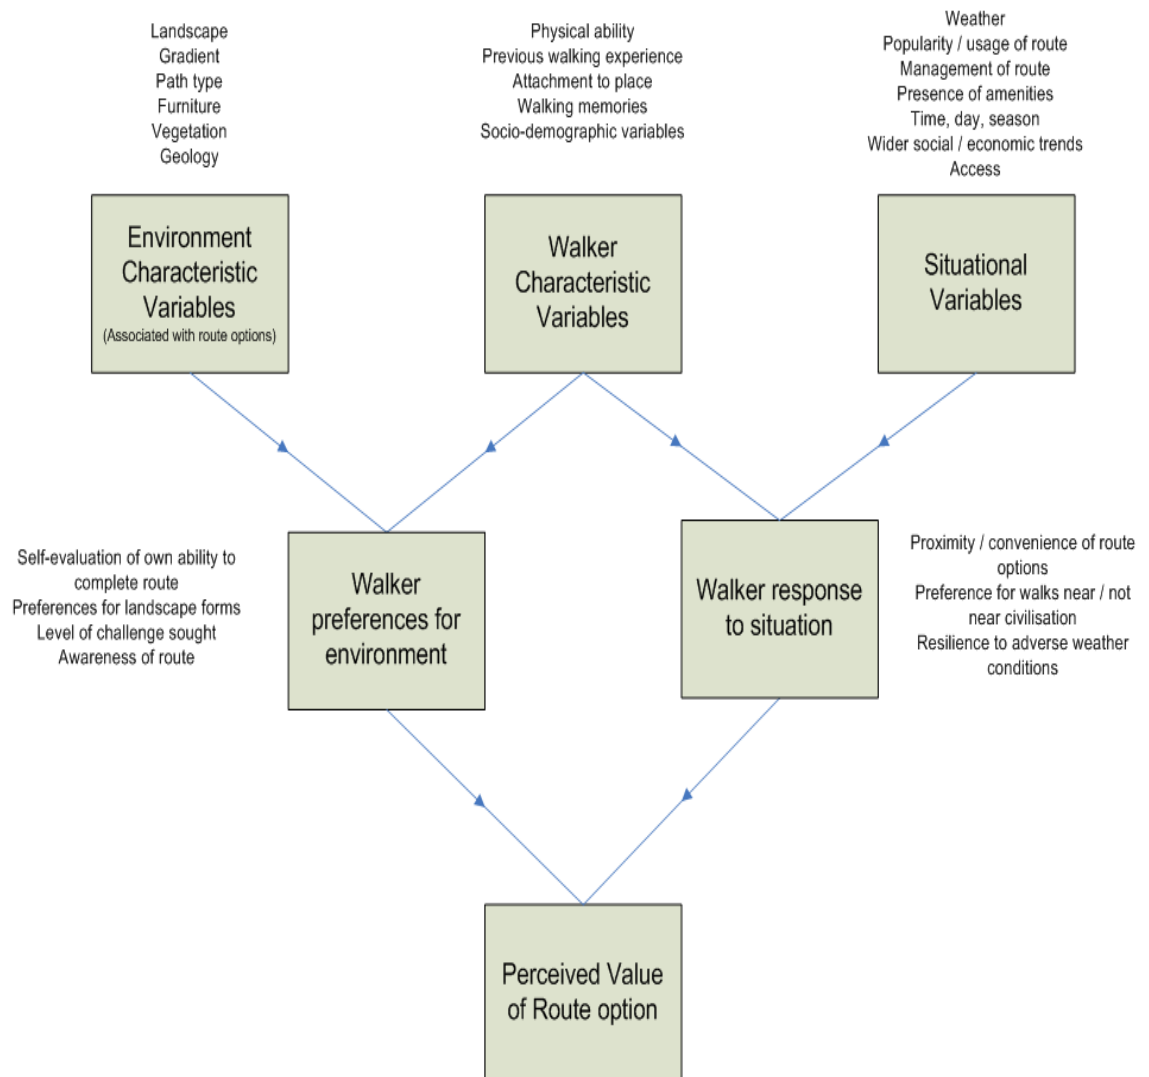 Landscape
Gradient
Path type
Furniture
Vegetation
Geology
Physical ability
Previous walking experience
Attachment to place
Walking memories
Socio-demographic variables
Weather
Popularity / usage of route
Management of route
Presence of amenities
Time, day, season
Wider social / economic trends
Access
Environment
Characteristic
Variables
(Associated with route options)
Walker
Characteristic
Variables
Situational
Variables
Self-evaluation of own ability to
complete route
Preferences for landscape forms
Level of challenge sought
Awareness of route
Walker
preferences for
environment
Walker response
to situation
Proximity / convenience of route
options
Preference for walks near / not
near civilisation
Resilience to adverse weather
conditions
Perceived Value
of Route option